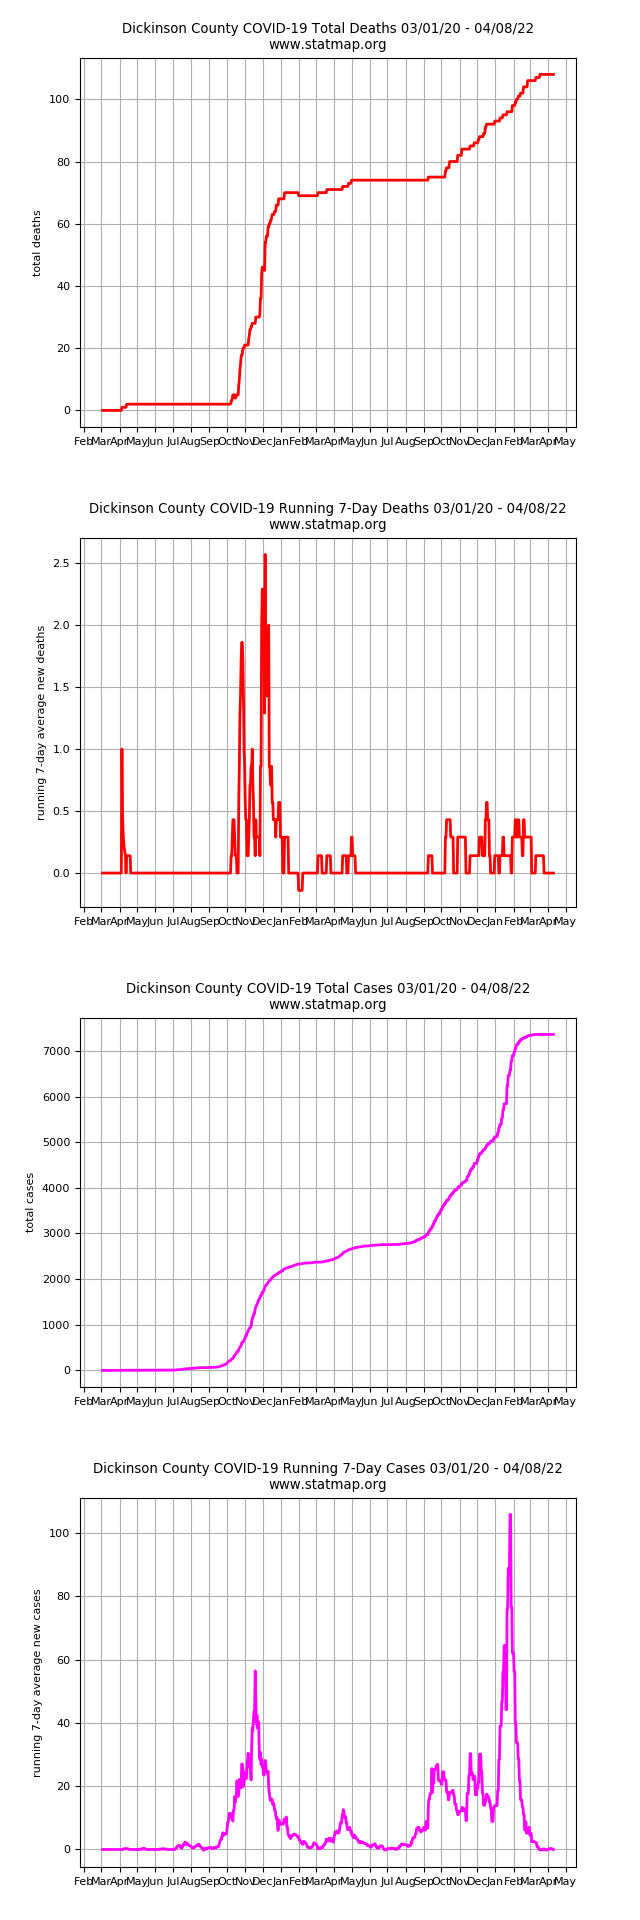 Dickinson County COVID-19 Total Deaths 03/01/20 - 04/08/22
www.statmap.org
total deaths
100
80
60
40
20
0
Feb Mar Apr May Jun Jul Aug Sep Oct Nov Dec Jan Feb Mar Apr May Jun Jul Aug Sep Oct Nov Dec Jan Feb Mar Apr May
Dickinson County COVID-19 Running 7-Day Deaths 03/01/20 - 04/08/22
www.statmap.org
running 7-day average new deaths
2.5
2.0
1.5
1.0
0.5
0.0
Feb Mar Apr May Jun Jul Aug Sep Oct Nov Dec Jan Feb Mar Apr May Jun Jul Aug Sep Oct Nov Dec Jan Feb Mar Apr May
Dickinson County COVID-19 Total Cases 03/01/20 - 04/08/22
www.statmap.org
total cases
7000
6000
5000
4000
3000
2000
1000
0
Feb Mar Apr May Jun Jul Aug Sep Oct Nov Dec Jan Feb Mar Apr May Jun Jul Aug Sep Oct Nov Dec Jan Feb Mar Apr May
Dickinson County COVID-19 Running 7-Day Cases 03/01/20 - 04/08/22
www.statmap.org
running 7-day average new cases
100
80
60
40
20
0
Feb Mar Apr May Jun Jul Aug Sep Oct Nov Dec Jan Feb Mar Apr May Jun Jul Aug Sep Oct Nov Dec Jan Feb Mar Apr May